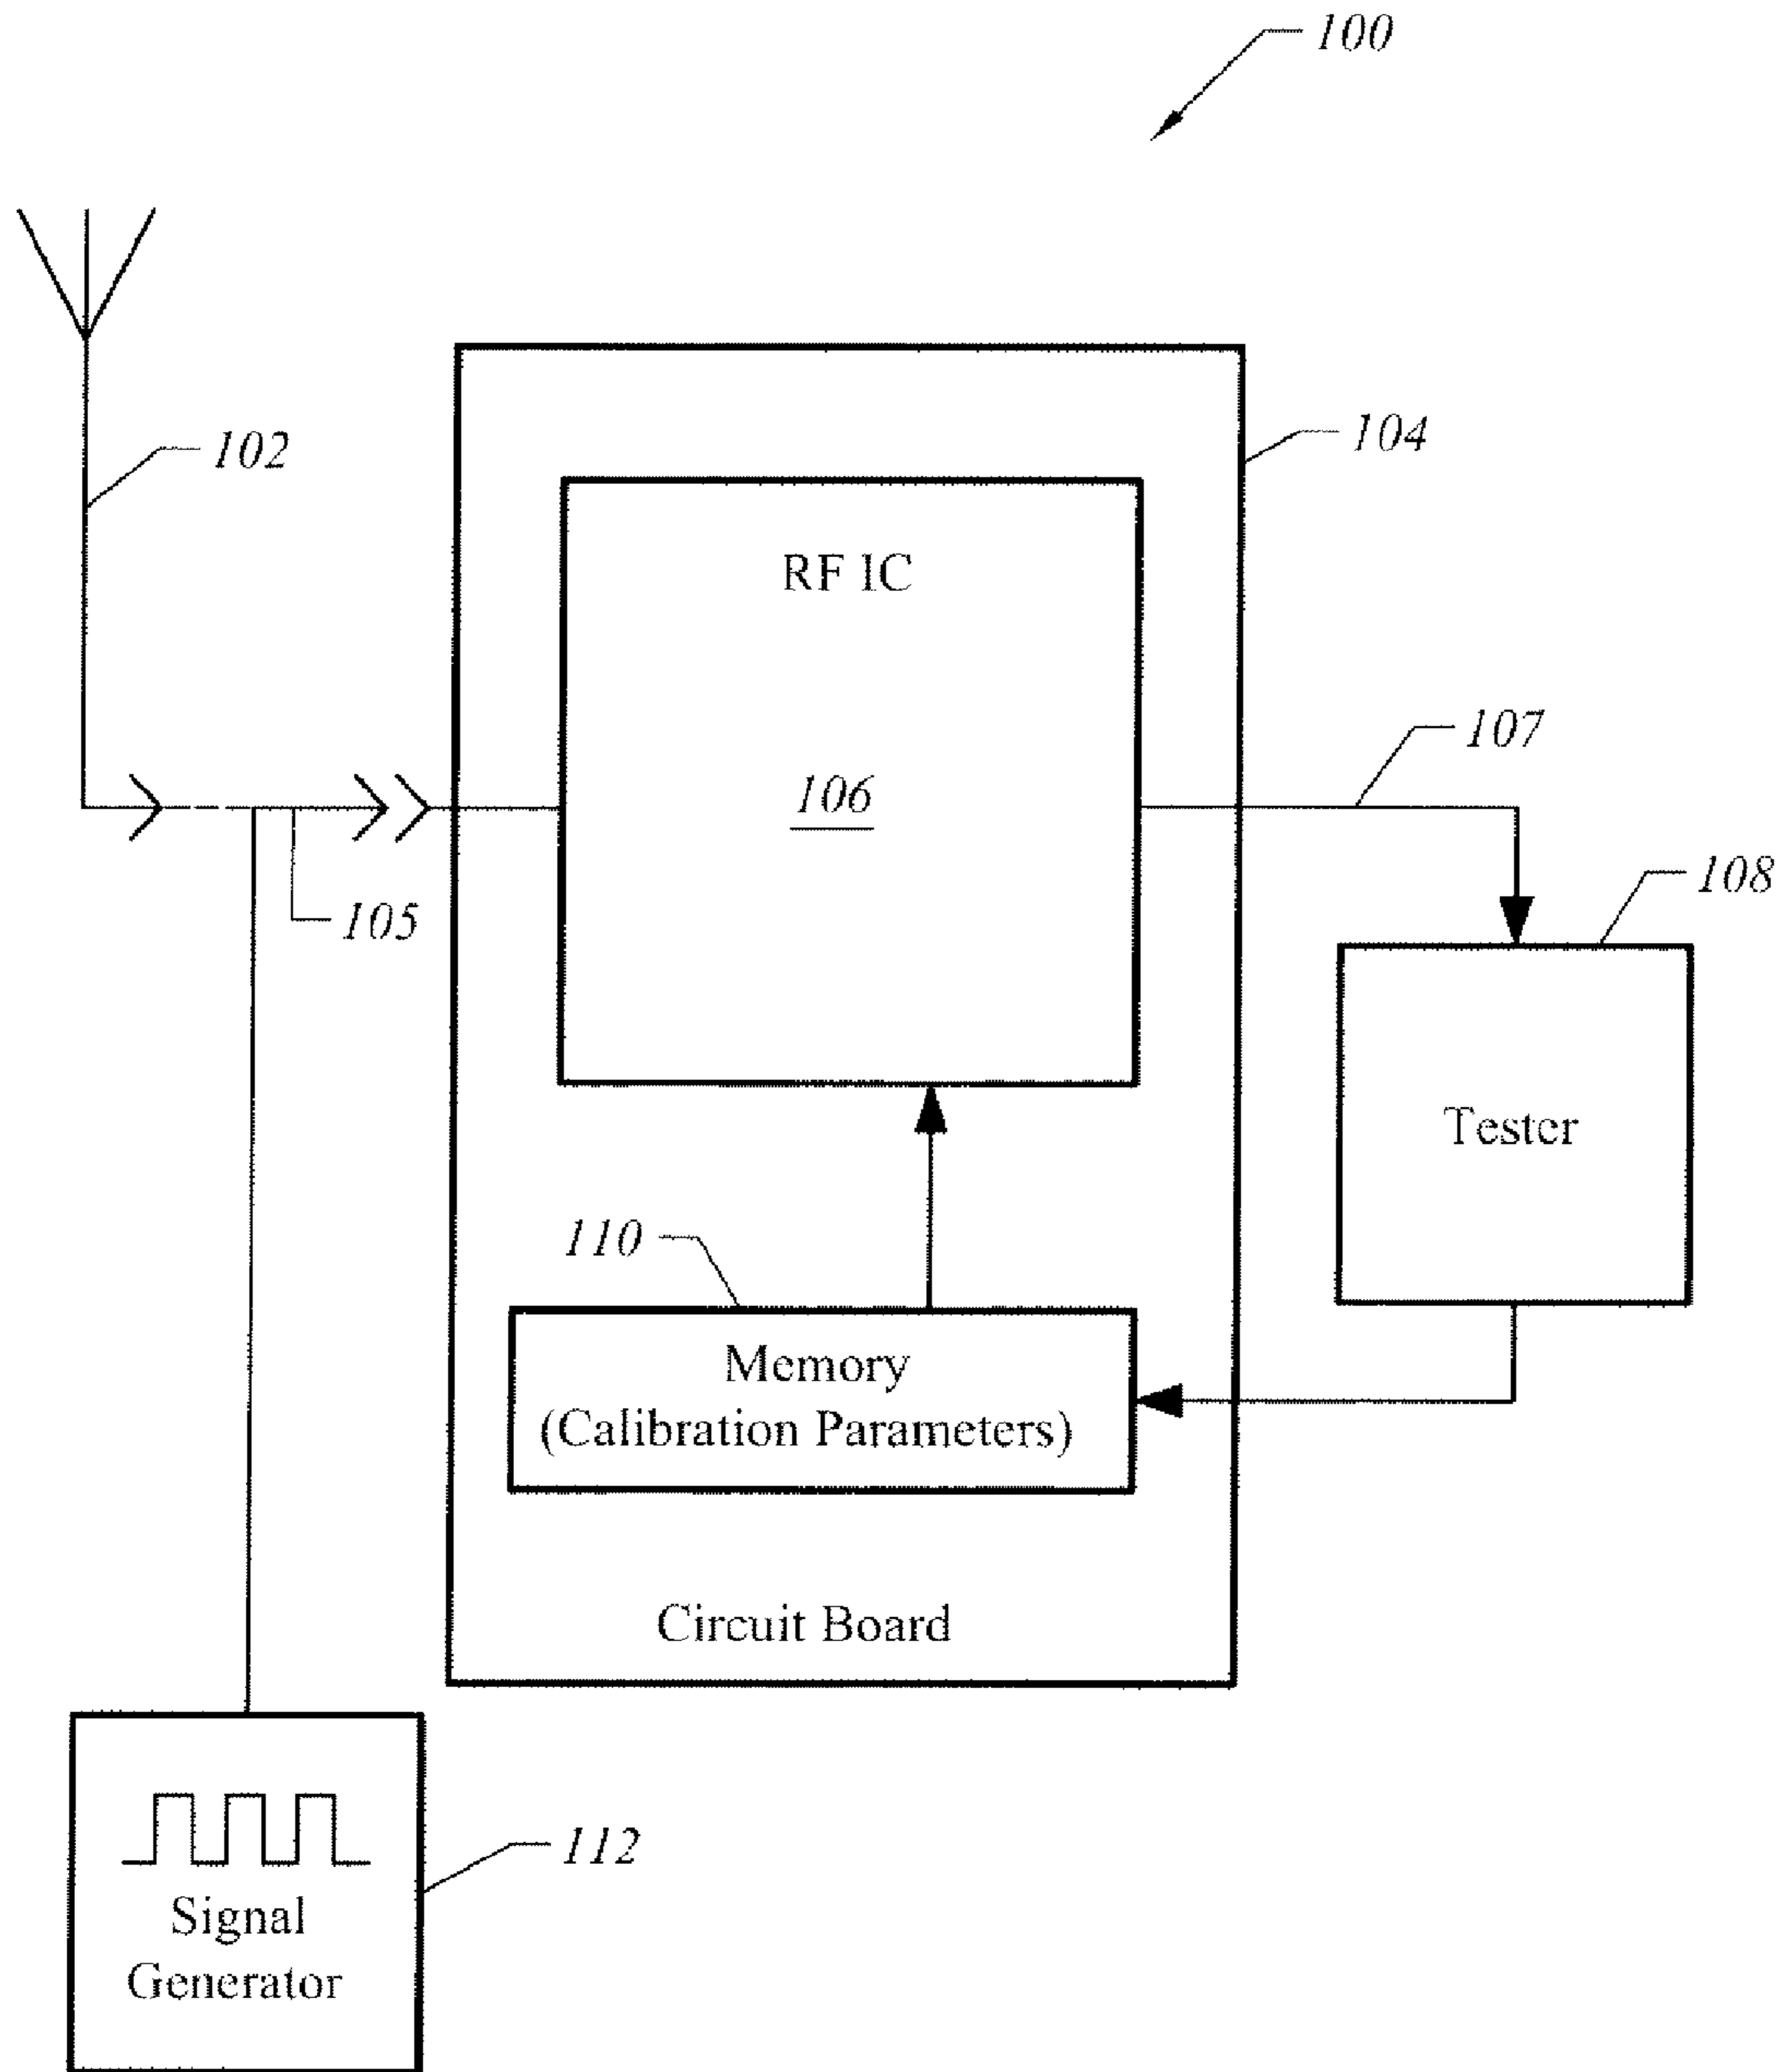 100
102
104
RF IC
106
107
105
108
Tester
110
Memory
(Calibration Parameters)
Circuit Board
112
Signal
Generator